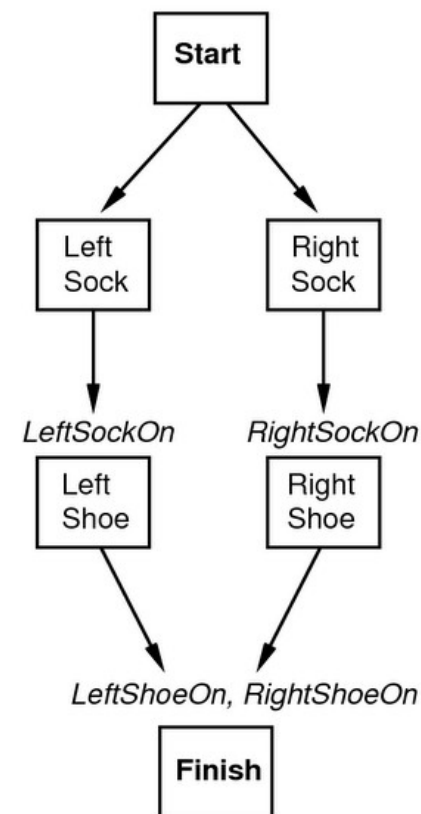 Start
Left
Sock
Right
Sock
LeftSockOn
RightSockOn
Left
Shoe
Right
Shoe
LeftShoeOn, RightShoeOn
Finish